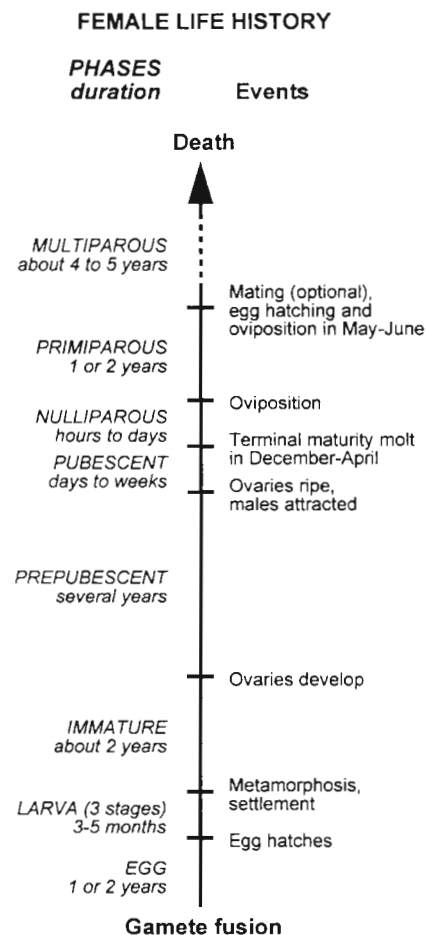 FEMALE LIFE HISTORY
PHASES
duration
Events
Death
MULTIPAROUS
about 4 to 5 years
Mating (optional),
egg hatching and
oviposition in May-June
PRIMIPAROUS
1 or 2 years
Oviposition
NULLIPAROUS
hours to days
Terminal maturity molt
in December-April
PUBESCENT
days to weeks
Ovaries ripe,
males attracted
PREPUBESCENT
several years
Ovaries develop
IMMATURE
about 2 years
Metamorphosis,
settlement
LARVA (3 stages)
3-5 months
Egg hatches
EGG
1 or 2 years
Gamete fusion